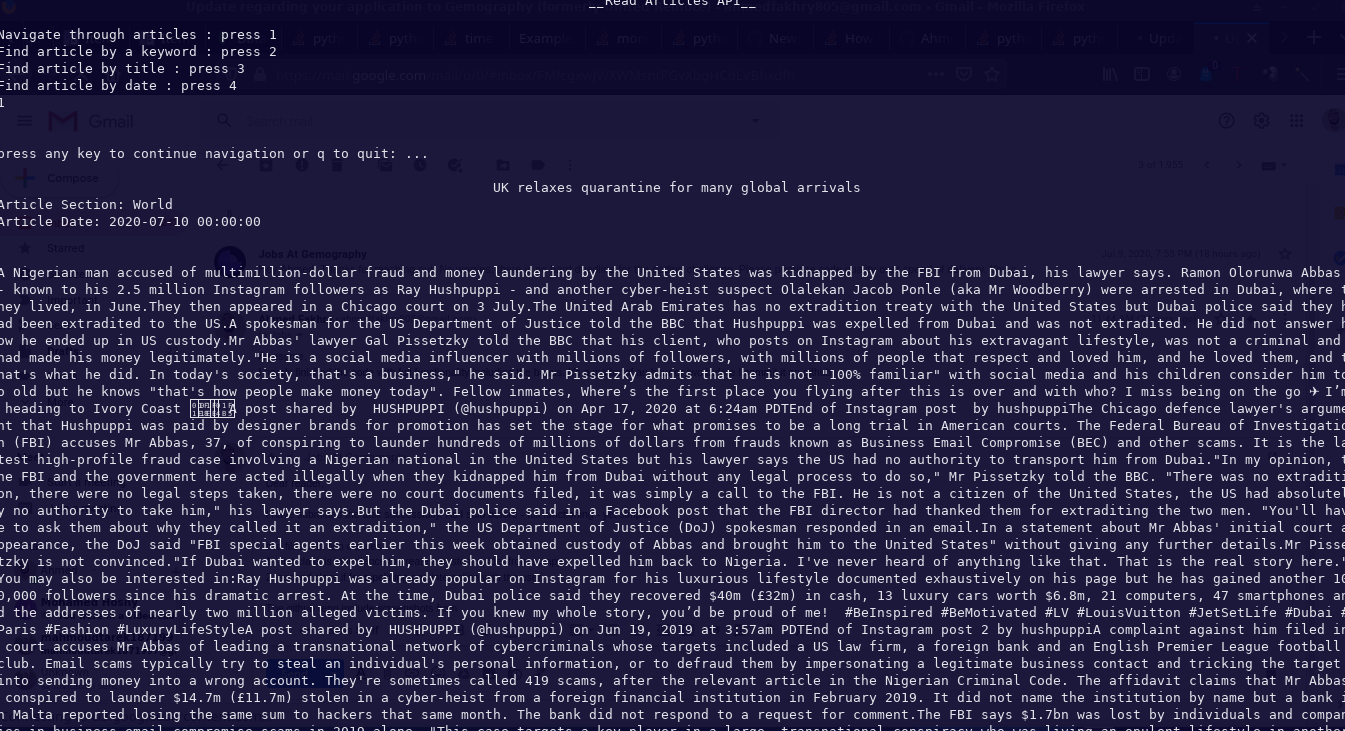 __Read Articles API__
Navigate through articles : press 1
Find article by a keyword : press 2
Find article by title : press 3
Find article by date : press 4
1
Gmail
Search mail
press any key to continue navigation or q to quit: ...
Compose
UK relaxes quarantine for many global arrivals
Article Section: World
Article Date: 2020-07-10 00:00:00
Starred
Jobs At Gemography
A Nigerian man accused of multimillion-dollar fraud and money laundering by the United States was kidnapped by the FBI from Dubai, his lawyer says. Ramon Olorunwa Abbas
- known to his 2.5 million Instagram followers as Ray Hushpuppi - and another cyber-heist suspect Olalekan Jacob Ponle (aka Mr Woodberry) were arrested in Dubai, where t
hey lived, in June.They then appeared in a Chicago court on 3 July.The United Arab Emirates has no extradition treaty with the United States but Dubai police said they h
ad been extradited to the US.A spokesman for the US Department of Justice told the BBC that Hushpuppi was expelled from Dubai and was not extradited. He did not answer h
ow he ended up in US custody.Mr Abbas' lawyer Gal Pissetzky told the BBC that his client, who posts on Instagram about his extravagant lifestyle, was not a criminal and
had made his money legitimately."He is a social media influencer with millions of followers, with millions of people that respect and loved him, and he loved them, and t
hat's what he did. In today's society, that's a business," he said. Mr Pissetzky admits that he is not "100% familiar" with social media and his children consider him to
o old but he knows "that's how people make money today". Fellow inmates, Where’s the first place you flying after this is over and with who? I miss being on the go ✈ I’m
heading to Ivory Coast post shared by  HUSHPUPPI (@hushpuppi) on Apr 17, 2020 at 6:24am PDTEnd of Instagram post  by hushpuppiThe Chicago defence lawyer's argume
nt that Hushpuppi was paid by designer brands for promotion has set the stage for what promises to be a long trial in American courts. The Federal Bureau of Investigatio
n (FBI) accuses Mr Abbas, 37, of conspiring to launder hundreds of millions of dollars from frauds known as Business Email Compromise (BEC) and other scams. It is the la
test high-profile fraud case involving a Nigerian national in the United States but his lawyer says the US had no authority to transport him from Dubai."In my opinion, t
he FBI and the government here acted illegally when they kidnapped him from Dubai without any legal process to do so," Mr Pissetzky told the BBC. "There was no extraditi
on, there were no legal steps taken, there were no court documents filed, it was simply a call to the FBI. He is not a citizen of the United States, the US had absolutel
y no authority to take him," his lawyer says.But the Dubai police said in a Facebook post that the FBI director had thanked them for extraditing the two men. "You'll hav
e to ask them about why they called it an extradition," the US Department of Justice (DoJ) spokesman responded in an email.In a statement about Mr Abbas' initial court a
ppearance, the DoJ said "FBI special agents earlier this week obtained custody of Abbas and brought him to the United States" without giving any further details.Mr Pisse
tzky is not convinced."If Dubai wanted to expel him, they should have expelled him back to Nigeria. I've never heard of anything like that. That is the real story here."
You may also be interested in:Ray Hushpuppi was already popular on Instagram for his luxurious lifestyle documented exhaustively on his page but he has gained another 10
0,000 followers since his dramatic arrest. At the time, Dubai police said they recovered $40m (£32m) in cash, 13 luxury cars worth $6.8m, 21 computers, 47 smartphones an
d the addresses of nearly two million alleged victims. If you knew my whole story, you’d be proud of me!  #BeInspired #BeMotivated #LV #LouisVuitton #JetSetLife #Dubai #
Paris #Fashion #LuxuryLifeStyleA post shared by  HUSHPUPPI (@hushpuppi) on Jun 19, 2019 at 3:57am PDTEnd of Instagram post 2 by hushpuppiA complaint against him filed in
court accuses Mr Abbas of leading a transnational network of cybercriminals whose targets included a US law firm, a foreign bank and an English Premier League football
club. Email scams typically try to steal an individual's personal information, or to defraud them by impersonating a legitimate business contact and tricking the target
into sending money into a wrong account. They're sometimes called 419 scams, after the relevant article in the Nigerian Criminal Code. The affidavit claims that Mr Abbas
conspired to launder $14.7m (£11.7m) stolen in a cyber-heist from a foreign financial institution in February 2019. It did not name the institution by name but a bank i
n Malta reported losing the same sum to hackers that same month. The bank did not respond to a request for comment.The FBI says $1.7bn was lost by individuals and compan
ies in business email compromise scams in 2019 alone. "This case targets a key player in a large, transnational conspiracy who was living an opulent lifestyle in another